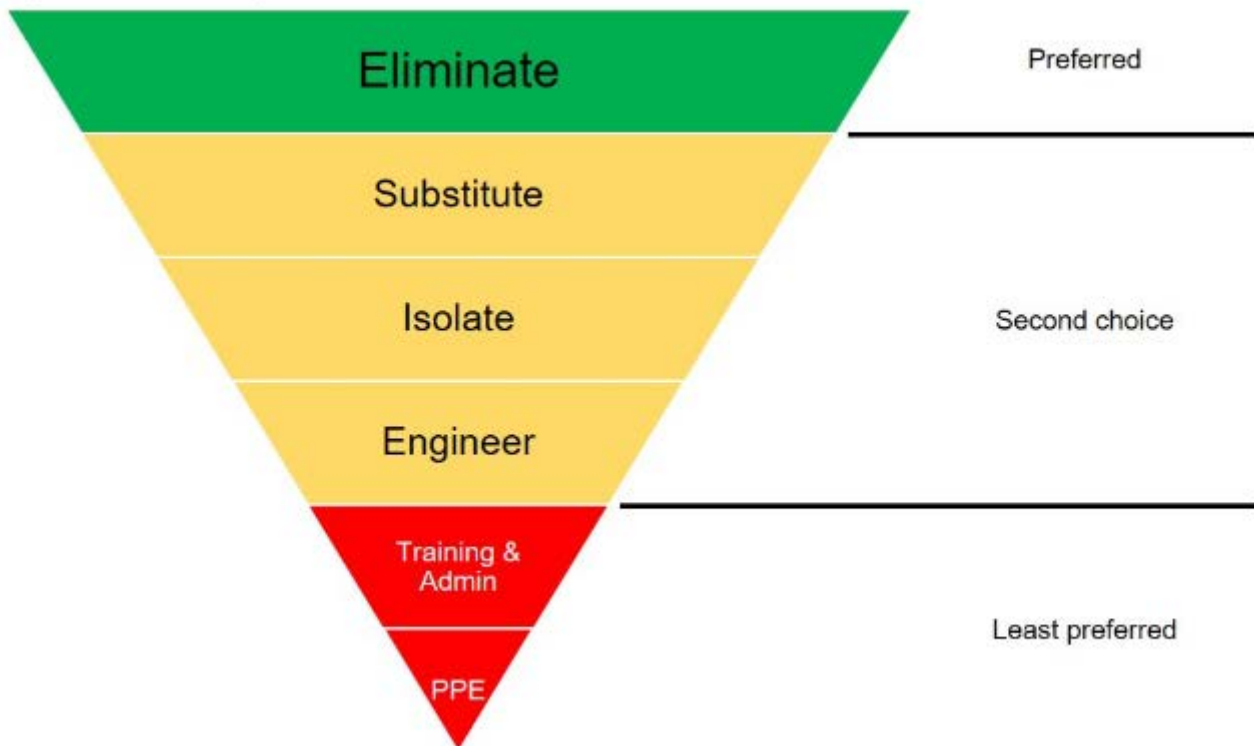 Eliminate
Preferred
Substitute
Isolate
Second choice
Engineer
Training &
Admin
Least preferred
PPE